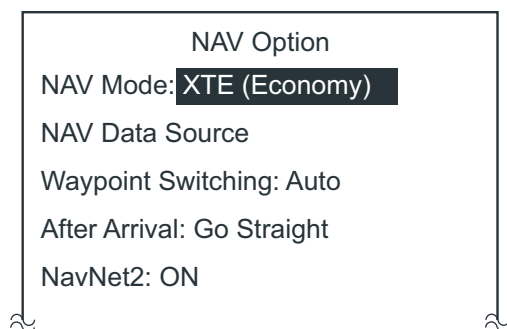 NAV Option
NAV Mode: XTE (Economy)
NAV Data Source
Waypoint Switching: Auto
After Arrival: Go Straight
NavNet2: ON